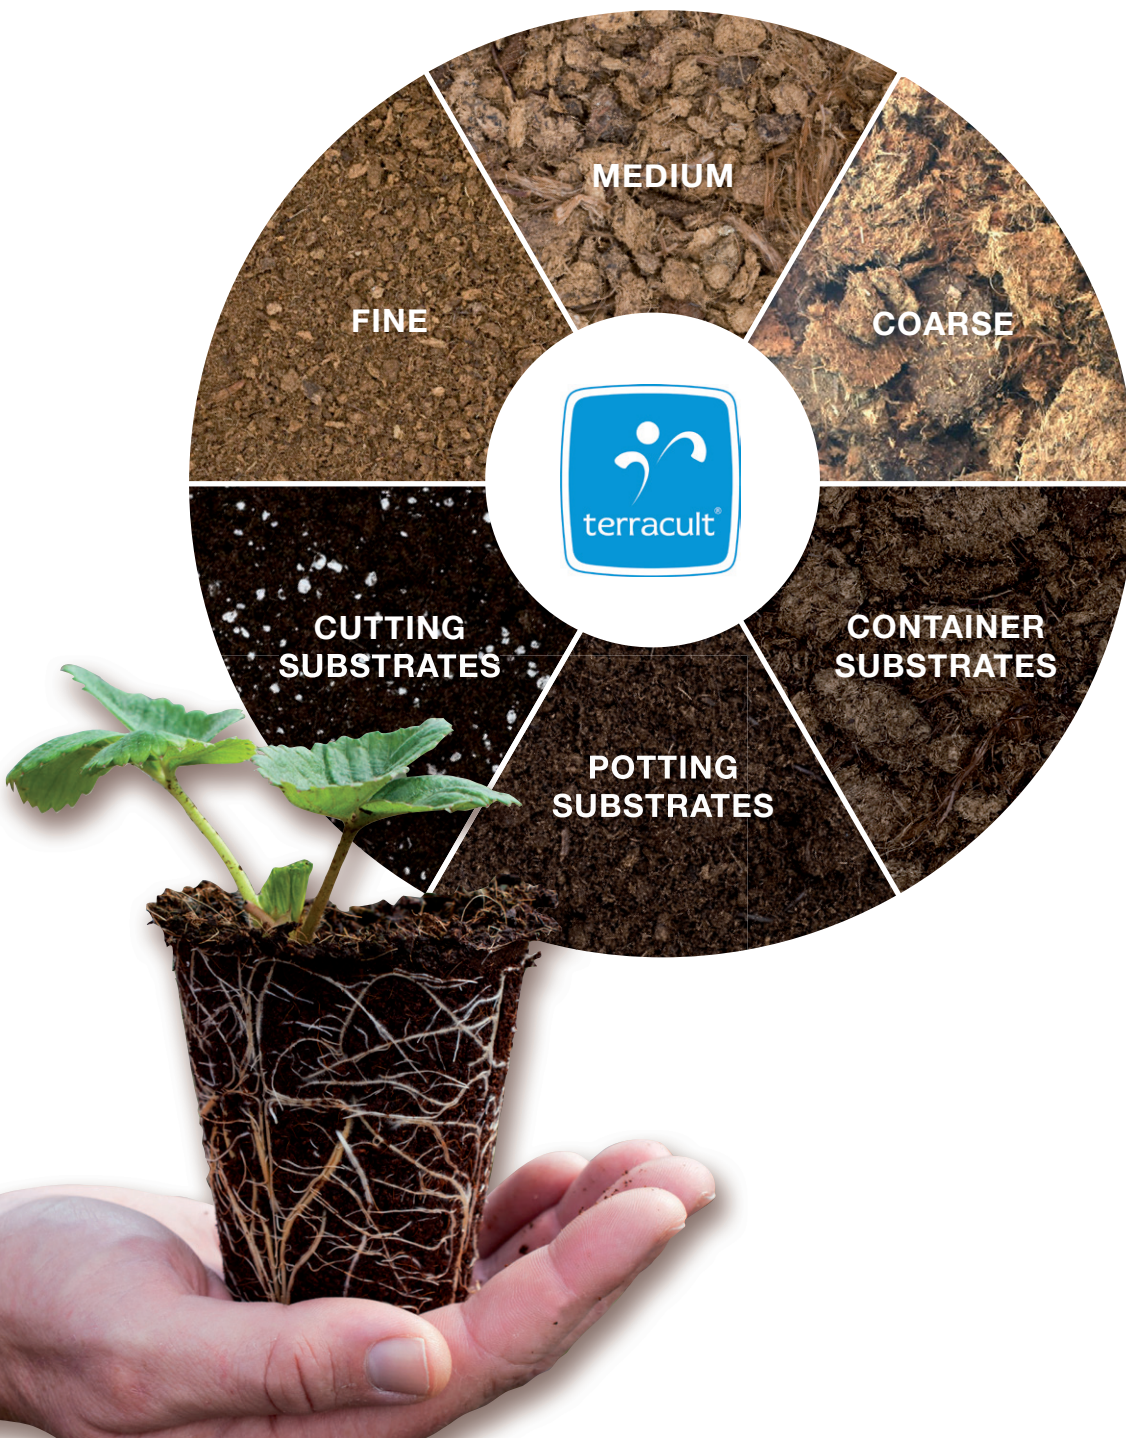 MEDIUM
FINE
COARSE
terracult®
CUTTING
SUBSTRATES
CONTAINER
SUBSTRATES
POTTING
SUBSTRATES